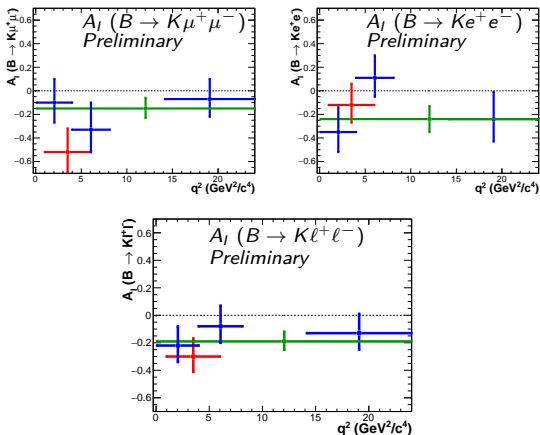 A_I (B → Kμ⁺μ⁻)
Preliminary
A_I (B → Kμ⁺μ⁻)
0.6
0.4
0.2
0
−0.2
−0.4
−0.6
0 5 10 15 20
q² (GeV²/c⁴)
A_I (B → Ke⁺e⁻)
Preliminary
A_I (B → Ke⁺e⁻)
0.6
0.4
0.2
0
−0.2
−0.4
−0.6
0 5 10 15 20
q² (GeV²/c⁴)
A_I (B → Kℓ⁺ℓ⁻)
Preliminary
A_I (B → Kl⁺l⁻)
0.6
0.4
0.2
0
−0.2
−0.4
−0.6
0 5 10 15 20
q² (GeV²/c⁴)